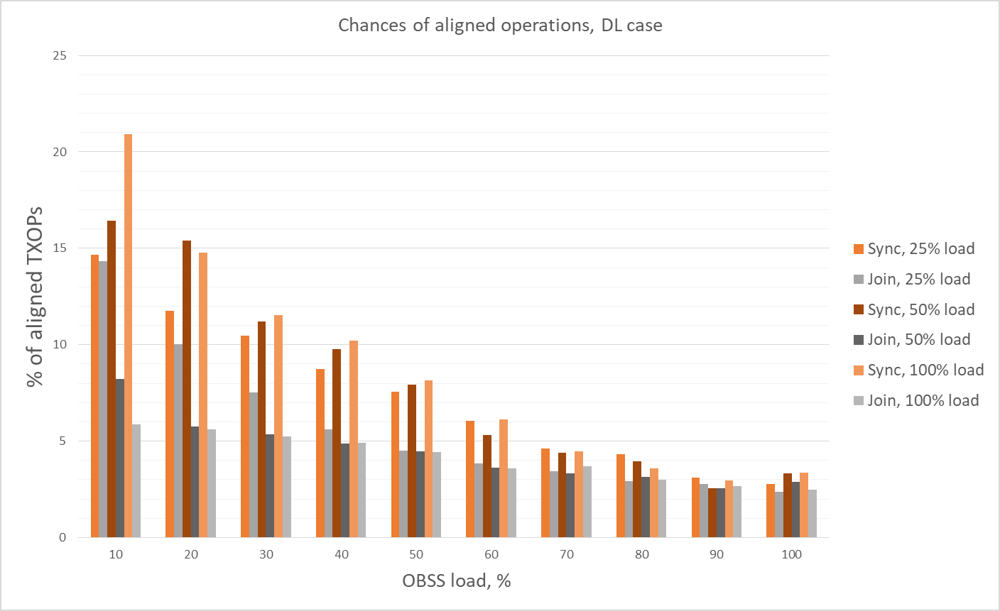 Chances of aligned operations, DL case
25
20
15
10
5
0
% of aligned TXOPs
10 20 30 40 50 60 70 80 90 100
OBSS load, %
Sync, 25% load
Join, 25% load
Sync, 50% load
Join, 50% load
Sync, 100% load
Join, 100% load